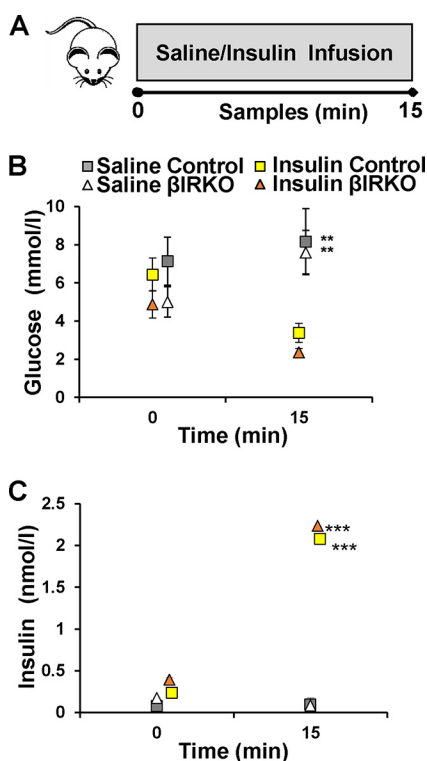 A
Saline/Insulin Infusion
0 Samples (min) 15
B
Saline Control Insulin Control
Saline βIRKO Insulin βIRKO
Glucose (mmol/l)
10
8
6
4
2
0
**
**
0 15
Time (min)
C
Insulin (nmol/l)
2.5
2
1.5
1
0.5
0
***
***
0 15
Time (min)